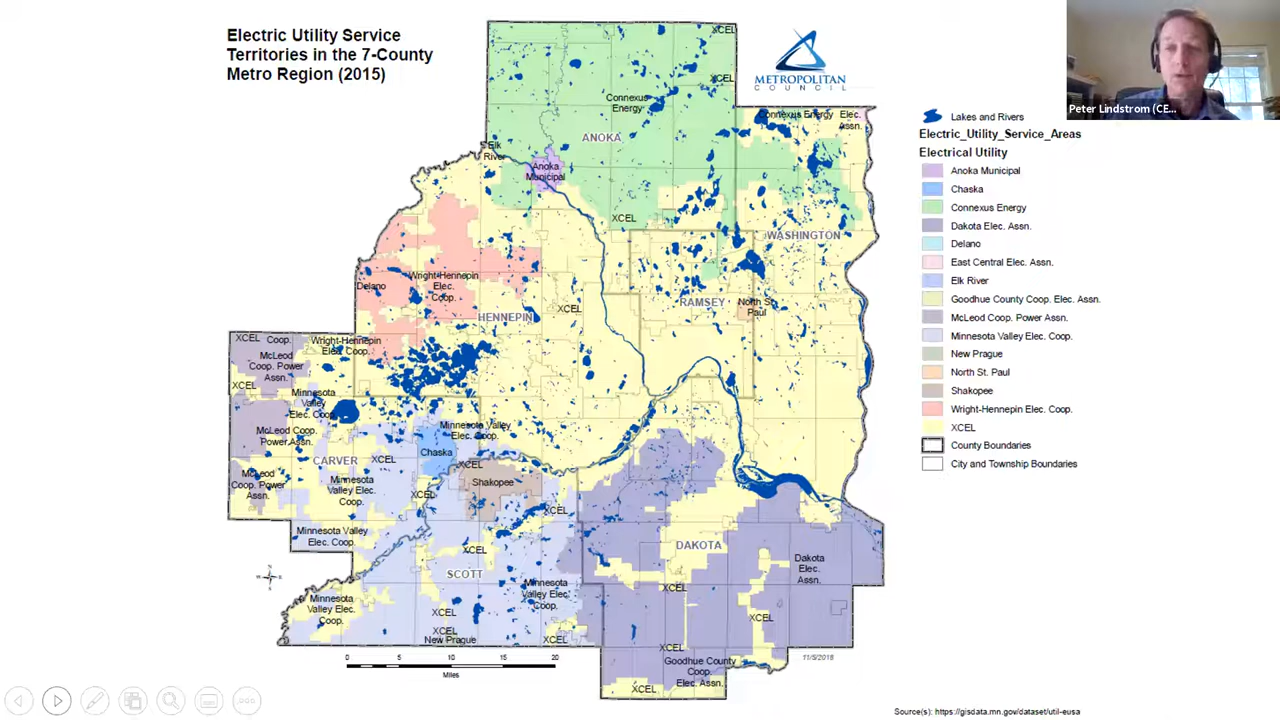 Electric Utility Service
Territories in the 7-County
Metro Region (2015)
METROPOLITAN
COUNCIL
Peter Lindstrom (CE...
XCEL
XCEL
Connexus
Energy
ANOKA
Connexus Energy
Elec.
Assn.
Elk
River
Anoka
Municipal
XCEL
WASHINGTON
Wright-Hennepin
Elec.
Coop.
Delano
XCEL
HENNEPIN
RAMSEY
North St.
Paul
XCEL
Coop.
Wright-Hennepin
Elec. Coop.
McLeod
Coop. Power
Assn.
XCEL
Minnesota
Valley
Elec. Coop.
McLeod Coop.
Power Assn.
Minnesota Valley
Elec. Coop.
Chaska
CARVER
XCEL
XCEL
McLeod
Coop. Power
Assn.
Minnesota
Valley Elec.
Coop.
Shakopee
XCEL
XCEL
Minnesota Valley
Elec. Coop.
XCEL
DAKOTA
Dakota
Elec.
Assn.
SCOTT
Minnesota
Valley Elec.
Coop.
XCEL
Minnesota
Valley Elec.
Coop.
XCEL
XCEL
XCEL
New Prague
XCEL
XCEL
Goodhue County
Coop.
Elec. Assn.
XCEL
11/5/2018
N
S
W
E
0 5 10 15 20
Miles
Lakes and Rivers
Electric_Utility_Service_Areas
Electrical Utility
Anoka Municipal
Chaska
Connexus Energy
Dakota Elec. Assn.
Delano
East Central Elec. Assn.
Elk River
Goodhue County Coop. Elec. Assn.
McLeod Coop. Power Assn.
Minnesota Valley Elec. Coop.
New Prague
North St. Paul
Shakopee
Wright-Hennepin Elec. Coop.
XCEL
County Boundaries
City and Township Boundaries
Source(s): https://gisdata.mn.gov/dataset/util-eusa